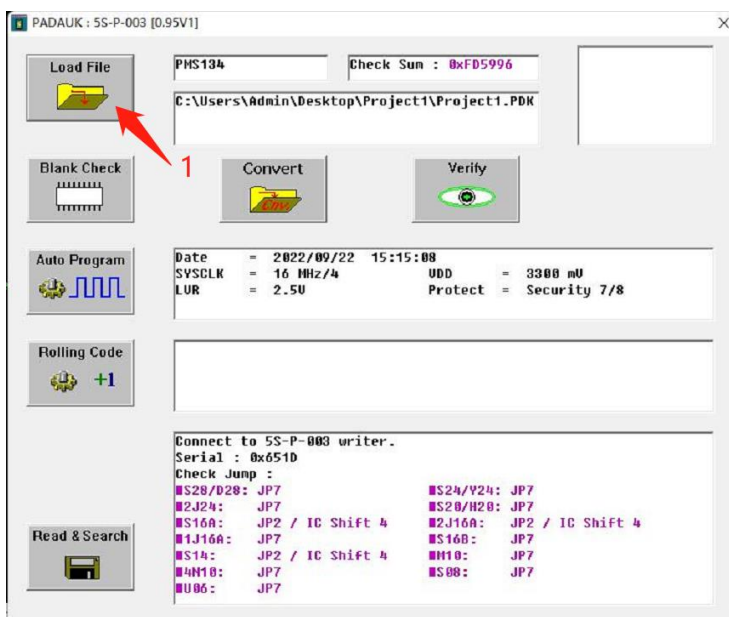 PADAUK : 5S-P-003 [0.95V1]
Load File
PMS134
Check Sum : 0xFD5996
C:\Users\Admin\Desktop\Project1\Project1.PDK
1
Blank Check
Convert
Cnv.
Verify
Auto Program
Date = 2022/09/22 15:15:08
SYSCLK = 16 MHz/4 VDD = 3300 mV
LVR = 2.5V Protect = Security 7/8
Rolling Code
+1
Connect to 5S-P-003 writer.
Serial : 0x651D
Check Jump :
■S28/D28: JP7 ■S24/Y24: JP7
■2J24: JP7 ■S20/H20: JP7
■S16A: JP2 / IC Shift 4 ■2J16A: JP2 / IC Shift 4
■1J16A: JP7 ■S16B: JP7
■S14: JP2 / IC Shift 4 ■M10: JP7
■4N10: JP7 ■S08: JP7
■U06: JP7
Read & Search